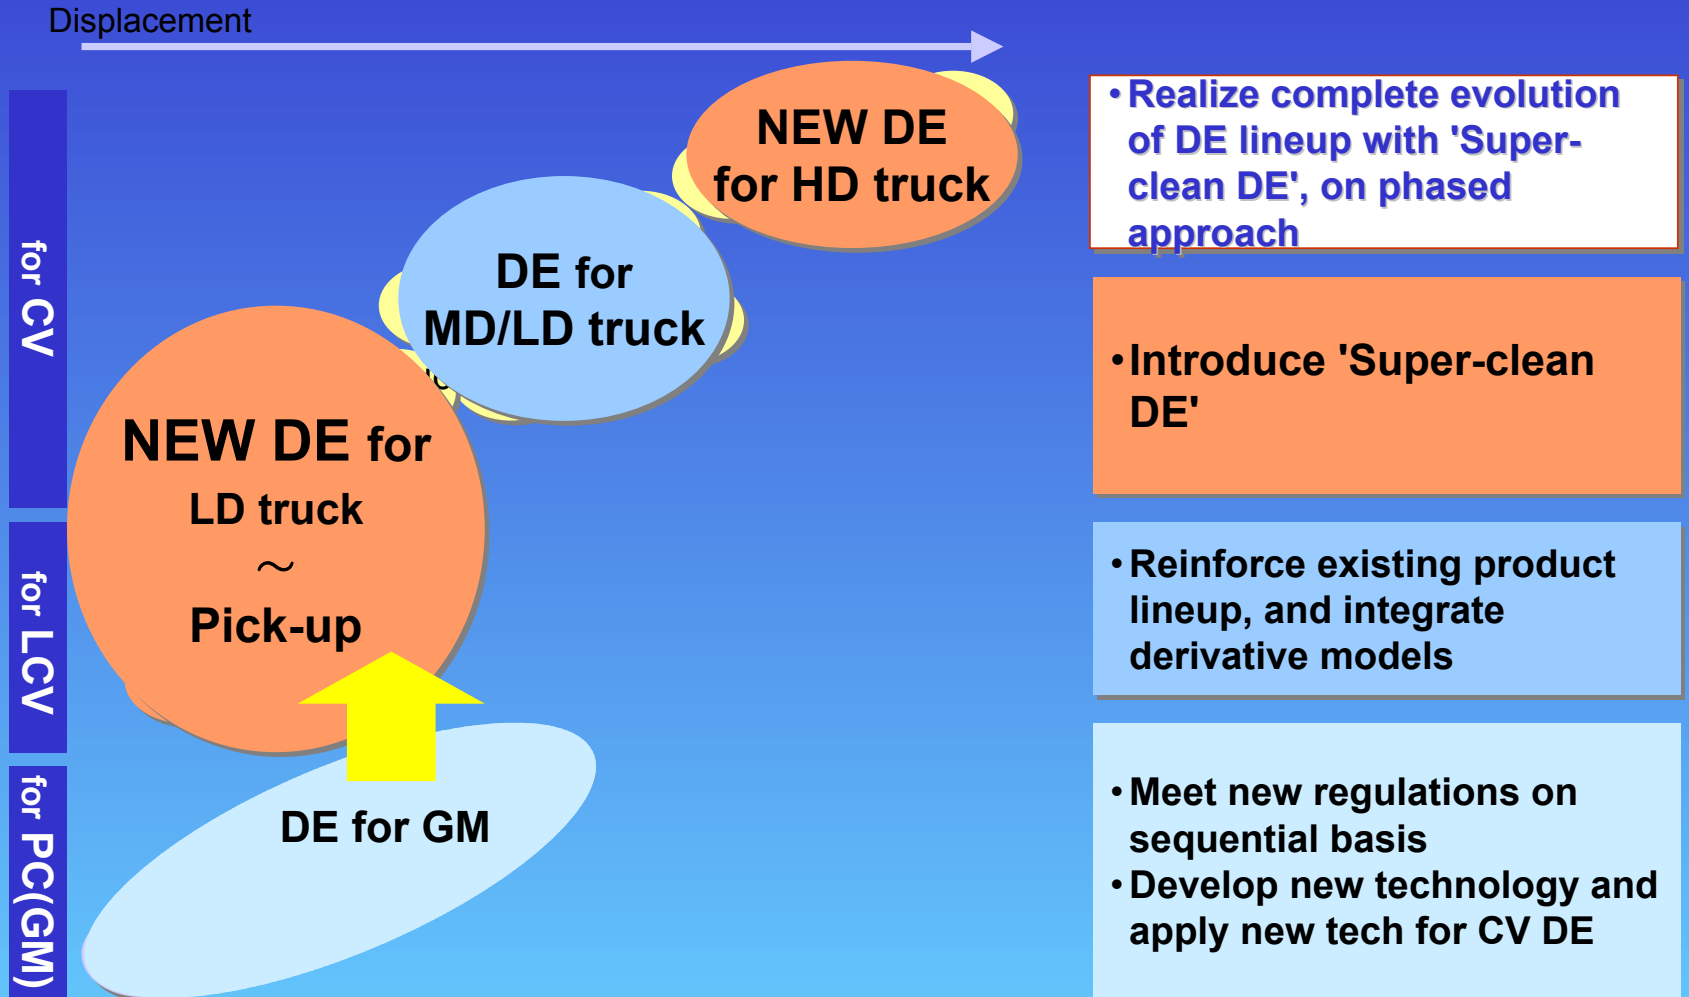 Displacement
for CV
for LCV
for PC(GM)
NEW DE
for HD truck
DE for
MD/LD truck
NEW DE for
LD truck
～
Pick-up
DE for GM
•Realize complete evolution
of DE lineup with 'Super-
clean DE', on phased
approach
•Introduce 'Super-clean
DE'
•Reinforce existing product
lineup, and integrate
derivative models
•Meet new regulations on
sequential basis
•Develop new technology and
apply new tech for CV DE